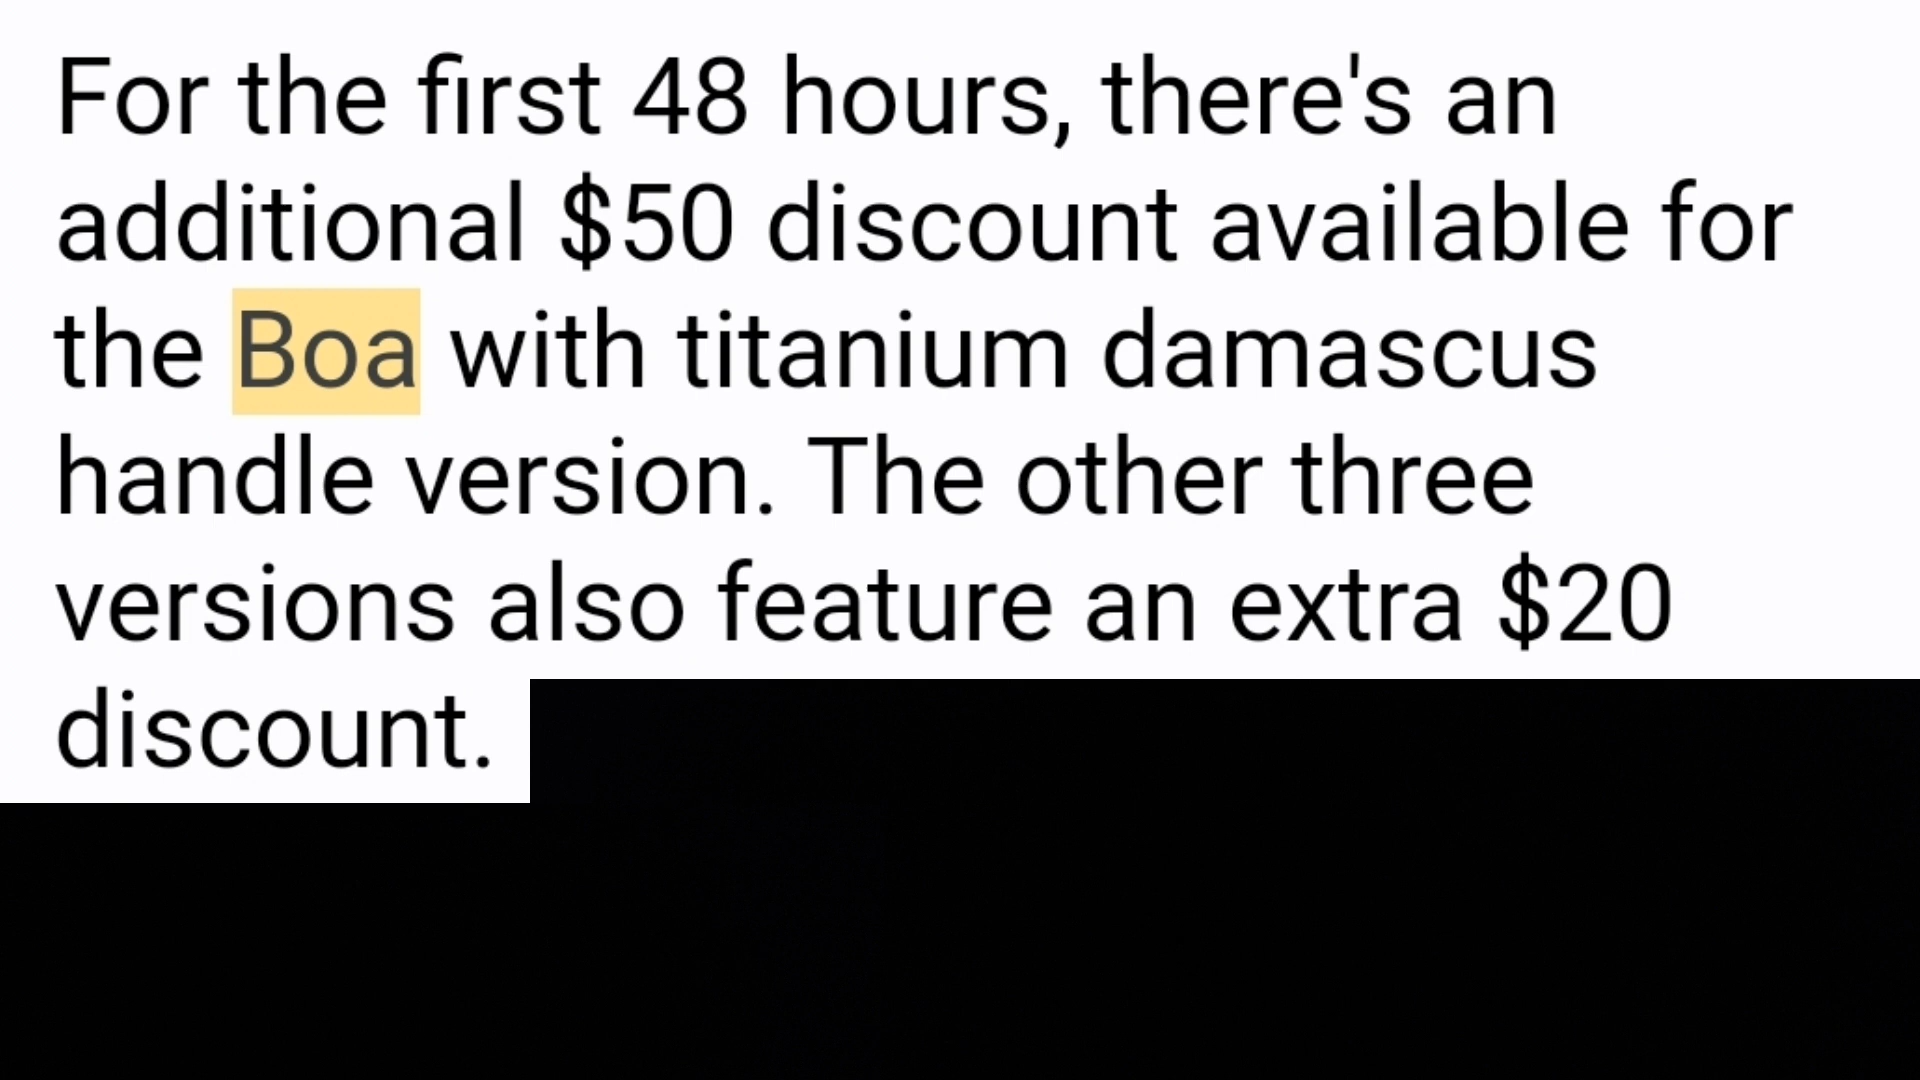 For the first 48 hours, there's an
additional $50 discount available for
the Boa with titanium damascus
handle version. The other three
versions also feature an extra $20
discount.